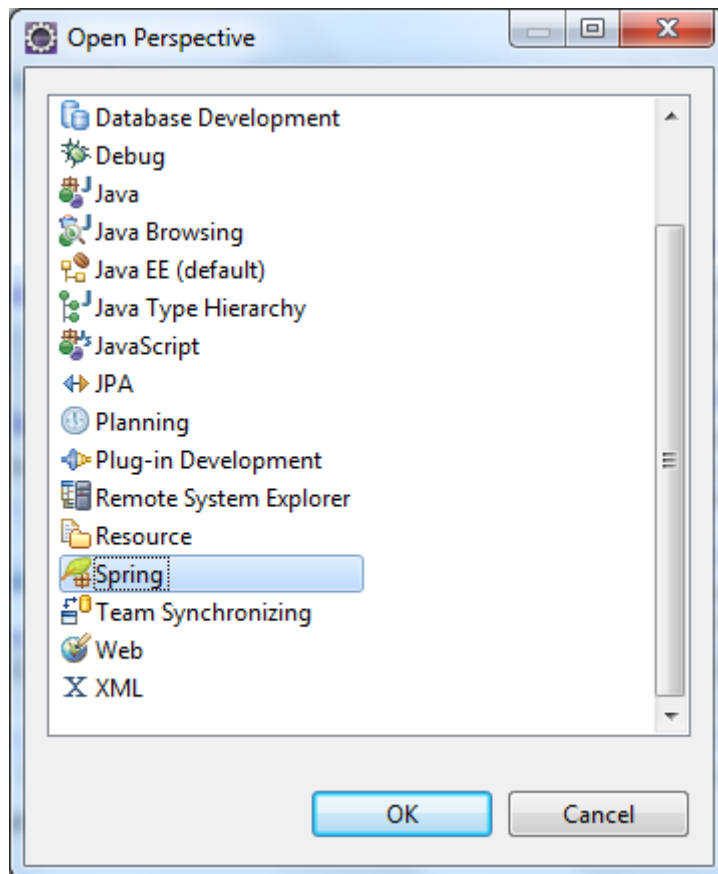 Open Perspective
Database Development
Debug
Java
Java Browsing
Java EE (default)
Java Type Hierarchy
JavaScript
JPA
Planning
Plug-in Development
Remote System Explorer
Resource
Spring
Team Synchronizing
Web
XML
OK
Cancel